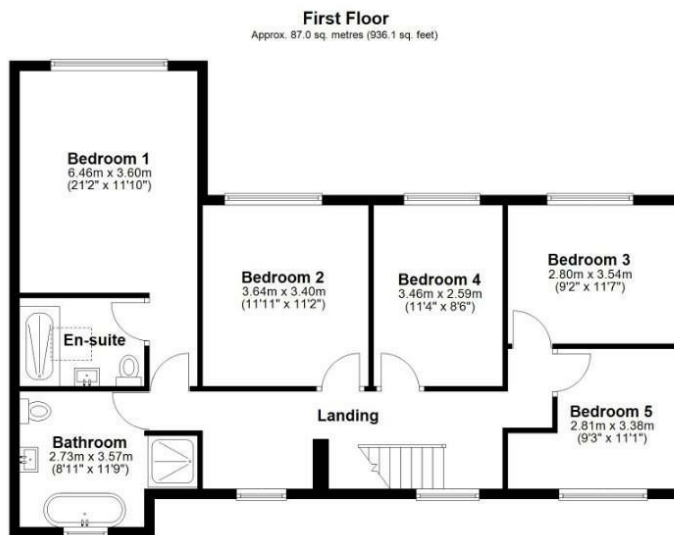 First Floor
Approx. 87.0 sq. metres (936.1 sq. feet)
Bedroom 1
6.46m x 3.60m
(21'2" x 11'10")
Bedroom 2
3.64m x 3.40m
(11'11" x 11'2")
Bedroom 4
3.46m x 2.59m
(11'4" x 8'6")
Bedroom 3
2.80m x 3.54m
(9'2" x 11'7")
En-suite
Landing
Bedroom 5
2.81m x 3.38m
(9'3" x 11'1")
Bathroom
2.73m x 3.57m
(8'11" x 11'9")